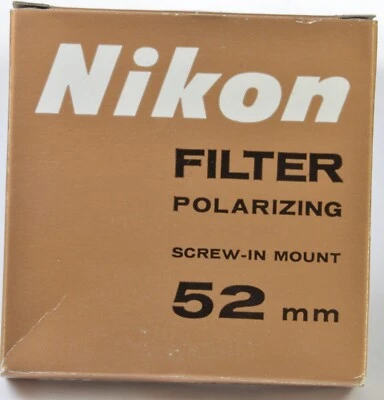 Nikon
FILTER
POLARIZING
SCREW-IN MOUNT
52 mm